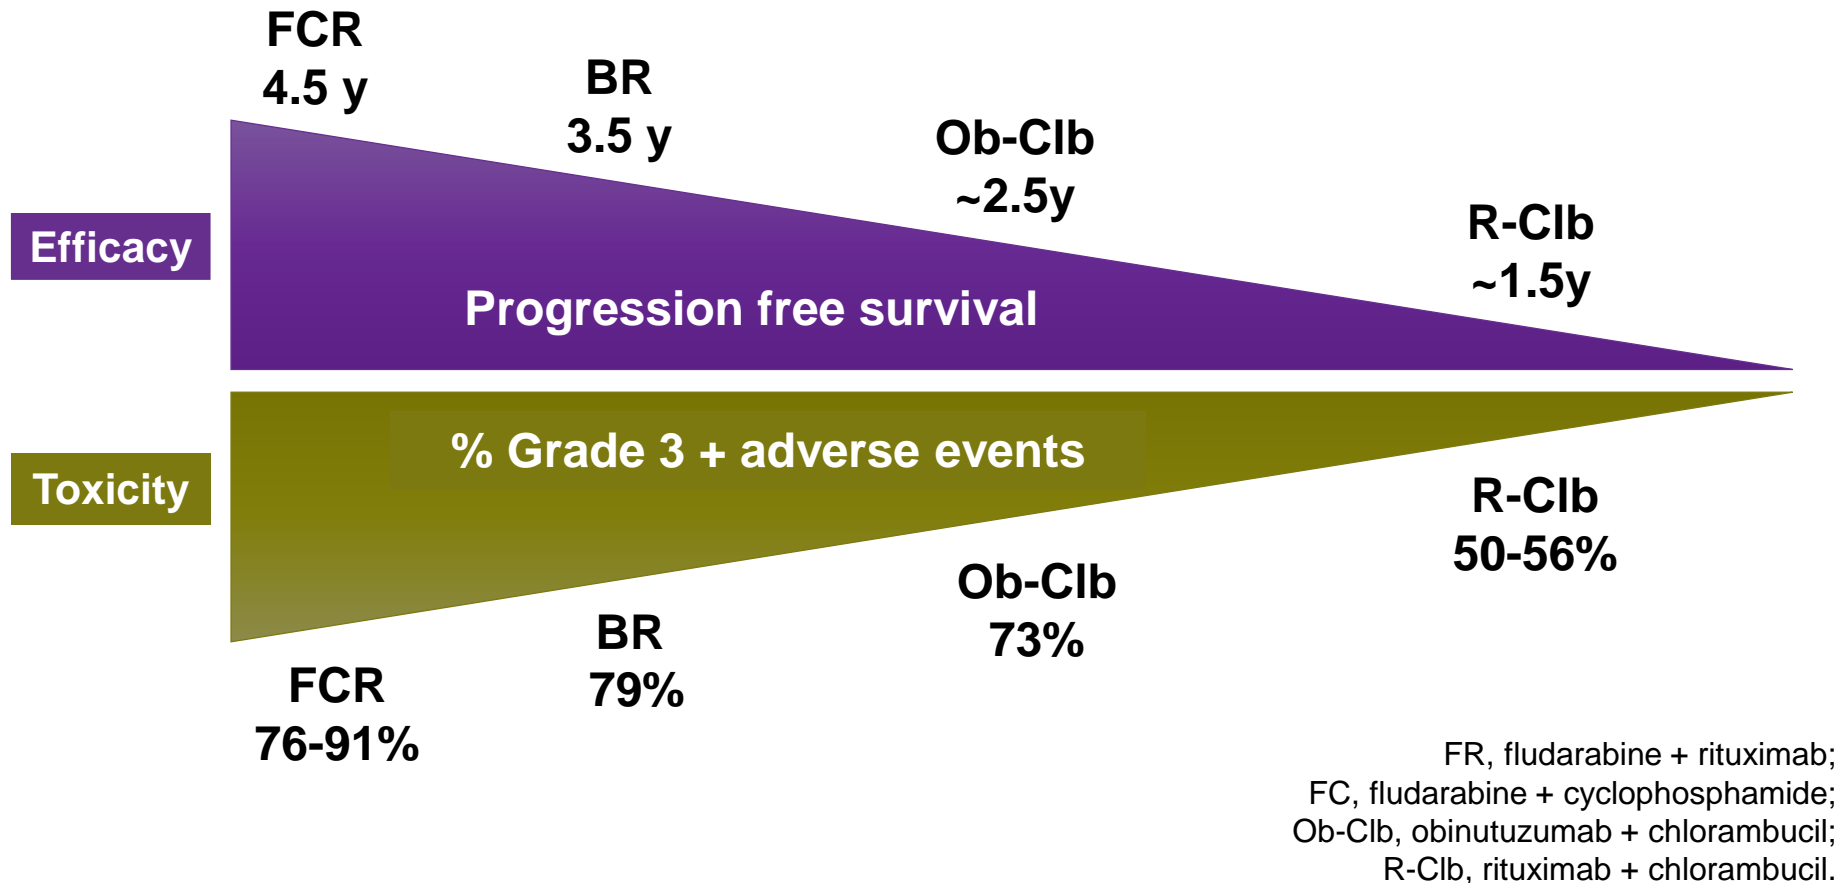 FCR
4.5 y
BR
3.5 y
Ob-Clb
~2.5y
R-Clb
~1.5y
Efficacy
Progression free survival
% Grade 3 + adverse events
Toxicity
R-Clb
50-56%
Ob-Clb
73%
BR
79%
FCR
76-91%
FR, fludarabine + rituximab;
FC, fludarabine + cyclophosphamide;
Ob-Clb, obinutuzumab + chlorambucil;
R-Clb, rituximab + chlorambucil.